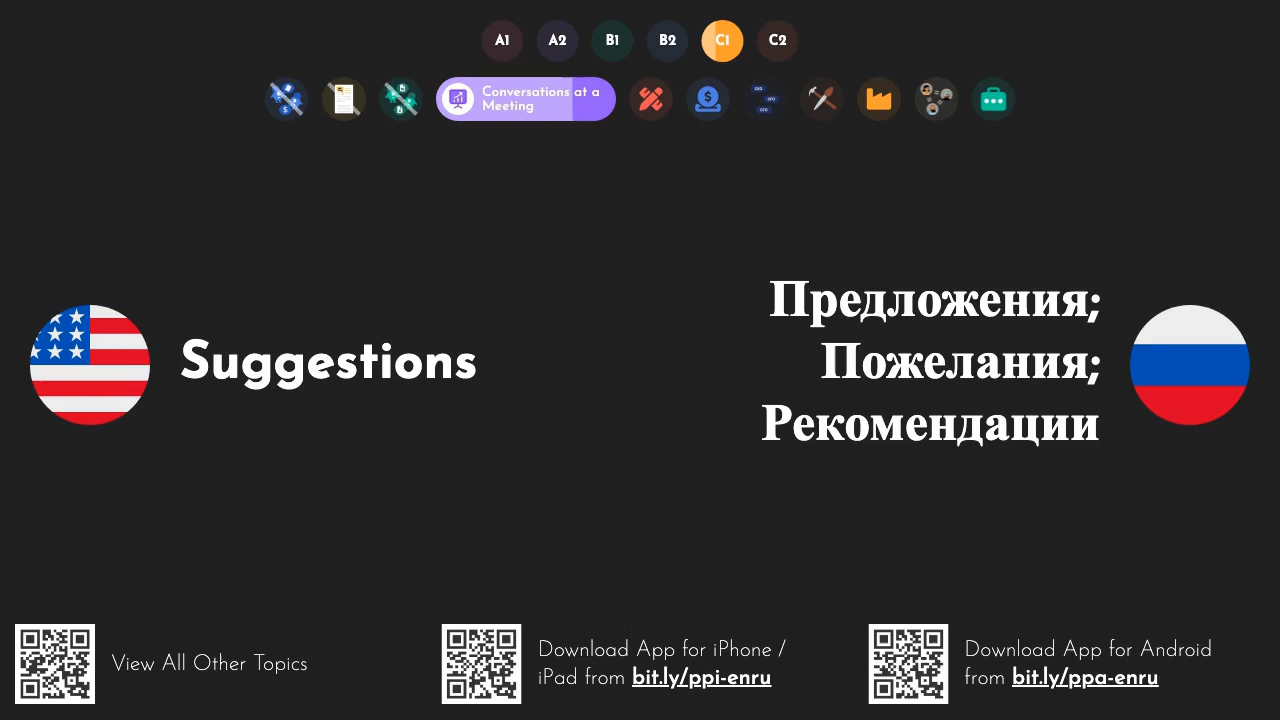 A1 A2 B1 B2 C1 C2
Conversations at a
Meeting
Suggestions
Предложения;
Пожелания;
Рекомендации
View All Other Topics
Download App for iPhone /
iPad from bit.ly/ppi-enru
Download App for Android
from bit.ly/ppa-enru